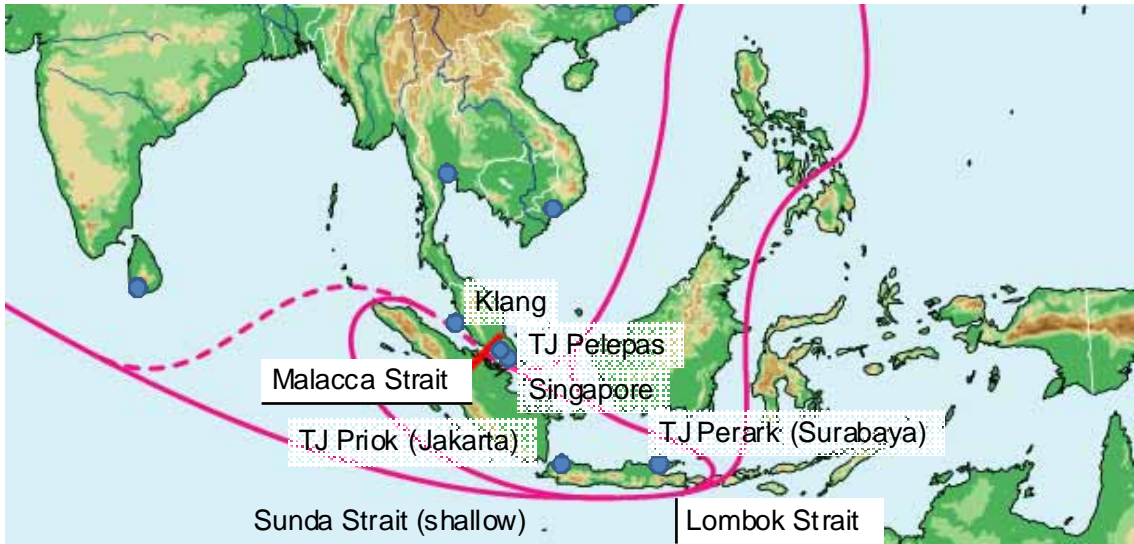 Klang
TJ Pelepas
Malacca Strait
Singapore
TJ Priok (Jakarta)
TJ Perark (Surabaya)
Sunda Strait (shallow)
Lombok Strait